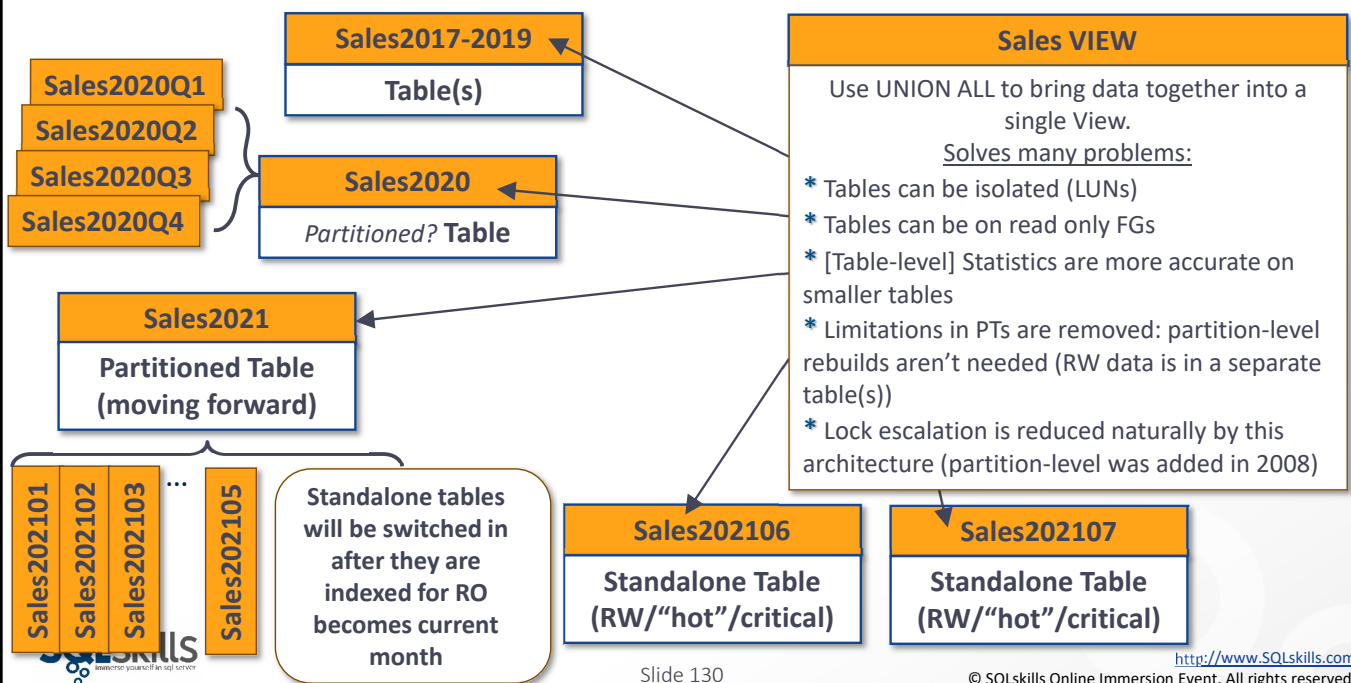 Sales2017-2019
Table(s)
Sales2020Q1
Sales2020Q2
Sales2020Q3
Sales2020Q4
Sales2020
Partitioned? Table
Sales2021
Partitioned Table
(moving forward)
Sales202101
Sales202102
Sales202103
...
Sales202105
Standalone tables
will be switched in
after they are
indexed for RO
becomes current
month
Sales VIEW
Use UNION ALL to bring data together into a
single View.
Solves many problems:
* Tables can be isolated (LUNs)
* Tables can be on read only FGs
* [Table-level] Statistics are more accurate on
smaller tables
* Limitations in PTs are removed: partition-level
rebuilds aren't needed (RW data is in a separate
table(s))
* Lock escalation is reduced naturally by this
architecture (partition-level was added in 2008)
Sales202106
Standalone Table
(RW/“hot”/critical)
Sales202107
Standalone Table
(RW/“hot”/critical)
SQLskills
immerse yourself in sql server
Slide 130
http://www.SQLskills.com
© SQLskills Online Immersion Event. All rights reserved